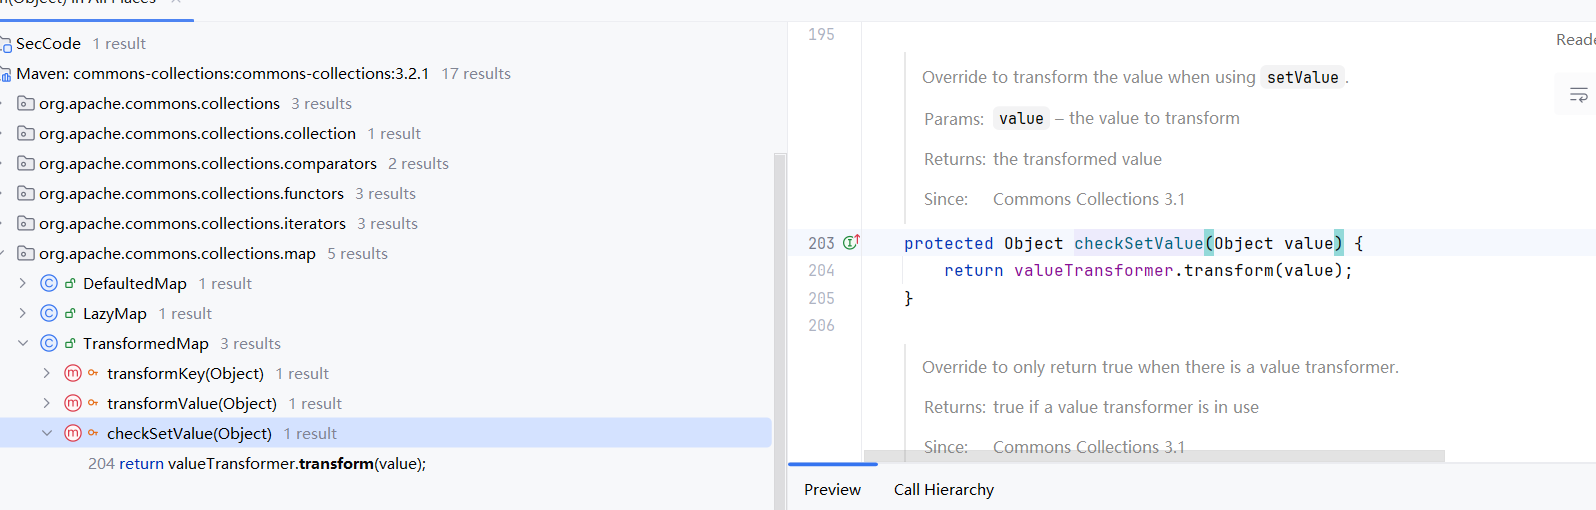 n(Object) in All Places
SecCode 1 result
Maven: commons-collections:commons-collections:3.2.1 17 results
org.apache.commons.collections 3 results
org.apache.commons.collections.collection 1 result
org.apache.commons.collections.comparators 2 results
org.apache.commons.collections.functors 3 results
org.apache.commons.collections.iterators 3 results
org.apache.commons.collections.map 5 results
DefaultedMap 1 result
LazyMap 1 result
TransformedMap 3 results
transformKey(Object) 1 result
transformValue(Object) 1 result
checkSetValue(Object) 1 result
204 return valueTransformer.transform(value);
195
Reade
Override to transform the value when using setValue.
Params: value – the value to transform
Returns: the transformed value
Since: Commons Collections 3.1
203 protected Object checkSetValue(Object value) {
204 return valueTransformer.transform(value);
205 }
206
Override to only return true when there is a value transformer.
Returns: true if a value transformer is in use
Since: Commons Collections 3.1
Preview Call Hierarchy